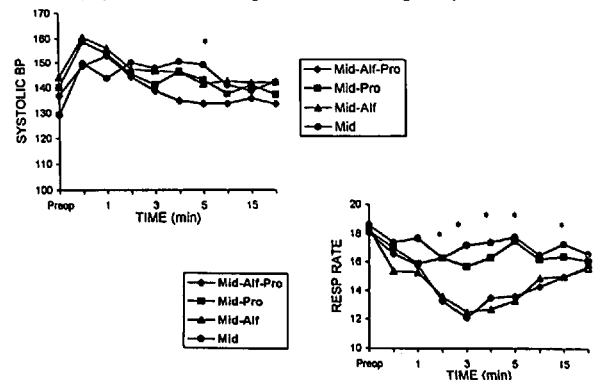 170
160
150
140
130
120
110
100
SYSTOLIC BP
Preop 1 3 5 15
TIME (min)
*
Mid-Alf-Pro
Mid-Pro
Mid-Alf
Mid
20
18
16
14
12
10
RESP RATE
* * * * *
Preop 1 3 5 15
TIME (min)
Mid-Alf-Pro
Mid-Pro
Mid-Alf
Mid